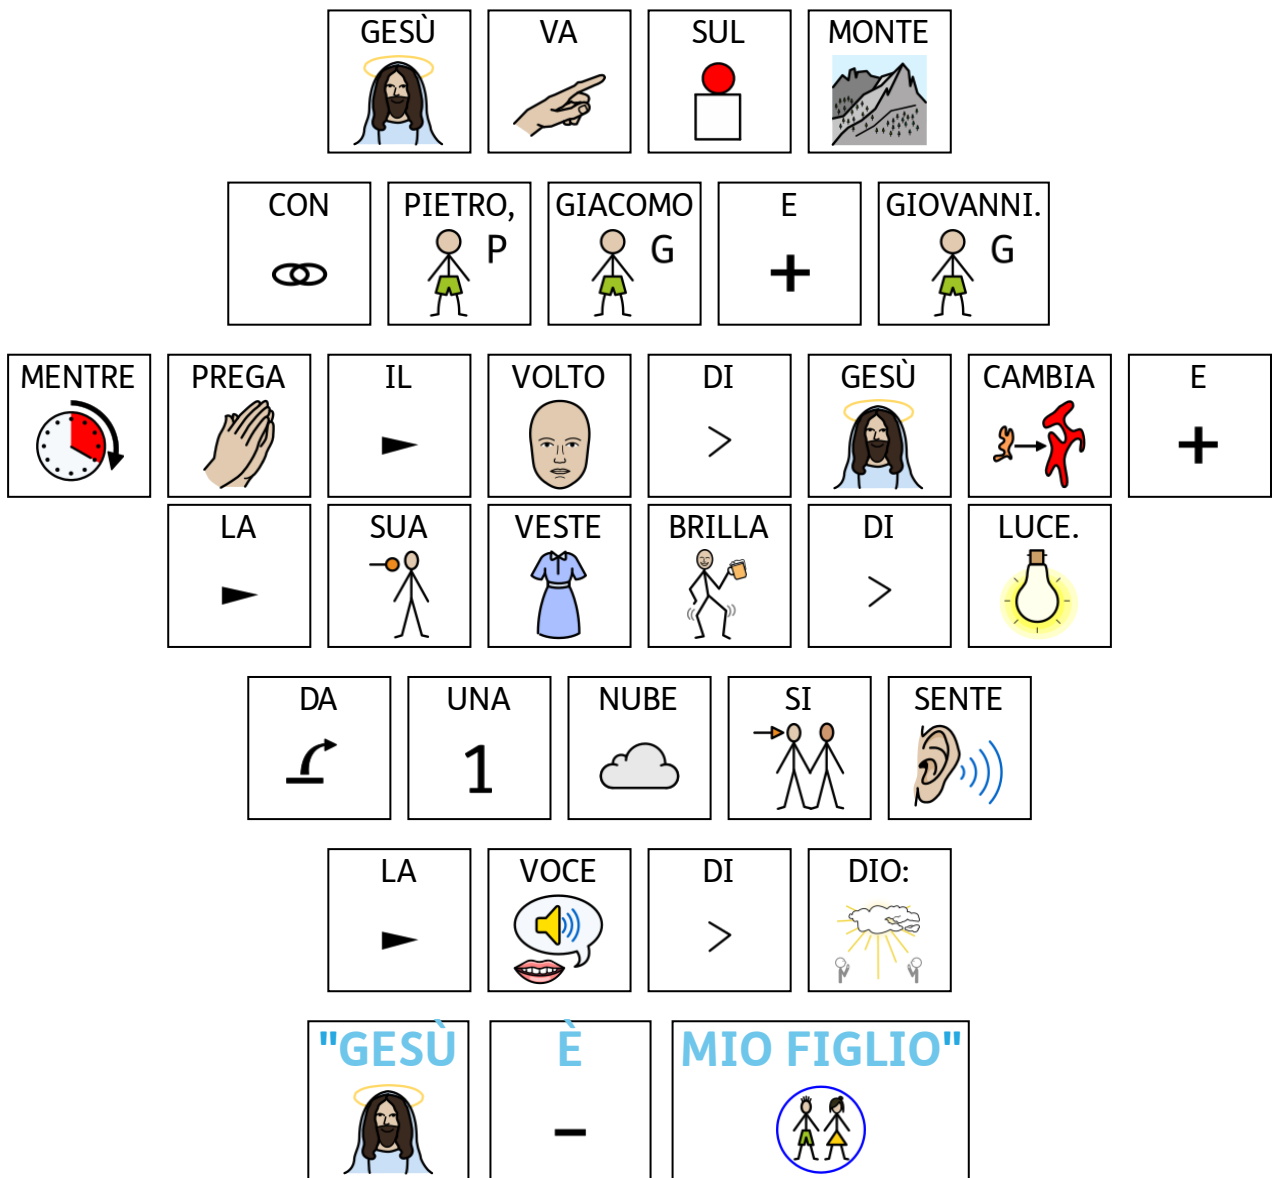 GESÙ VA SUL MONTE
CON PIETRO, GIACOMO E GIOVANNI.
P G G
MENTRE PREGA IL VOLTO DI GESÙ CAMBIA E
LA SUA VESTE BRILLA DI LUCE.
DA UNA NUBE SI SENTE
1
LA VOCE DI DIO:
"GESÙ È MIO FIGLIO"